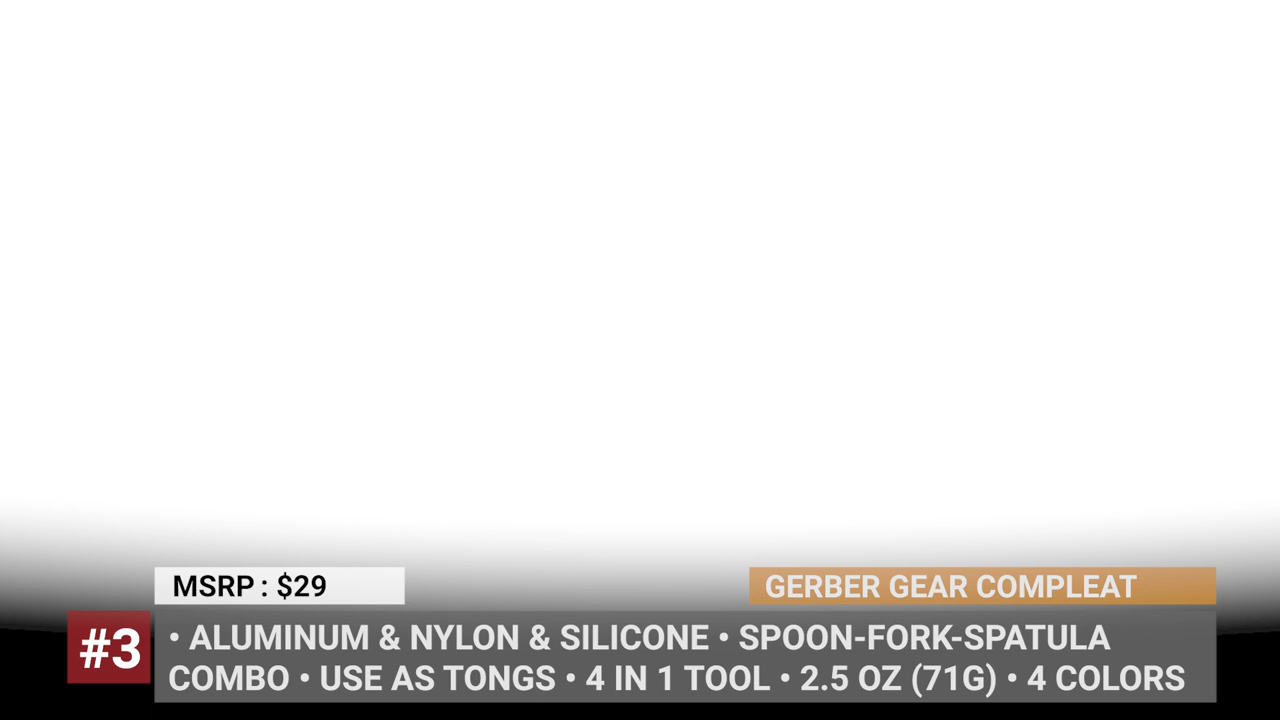 MSRP : $29
GERBER GEAR COMPLEAT
#3
• ALUMINUM & NYLON & SILICONE • SPOON-FORK-SPATULA
COMBO • USE AS TONGS • 4 IN 1 TOOL • 2.5 OZ (71G) • 4 COLORS